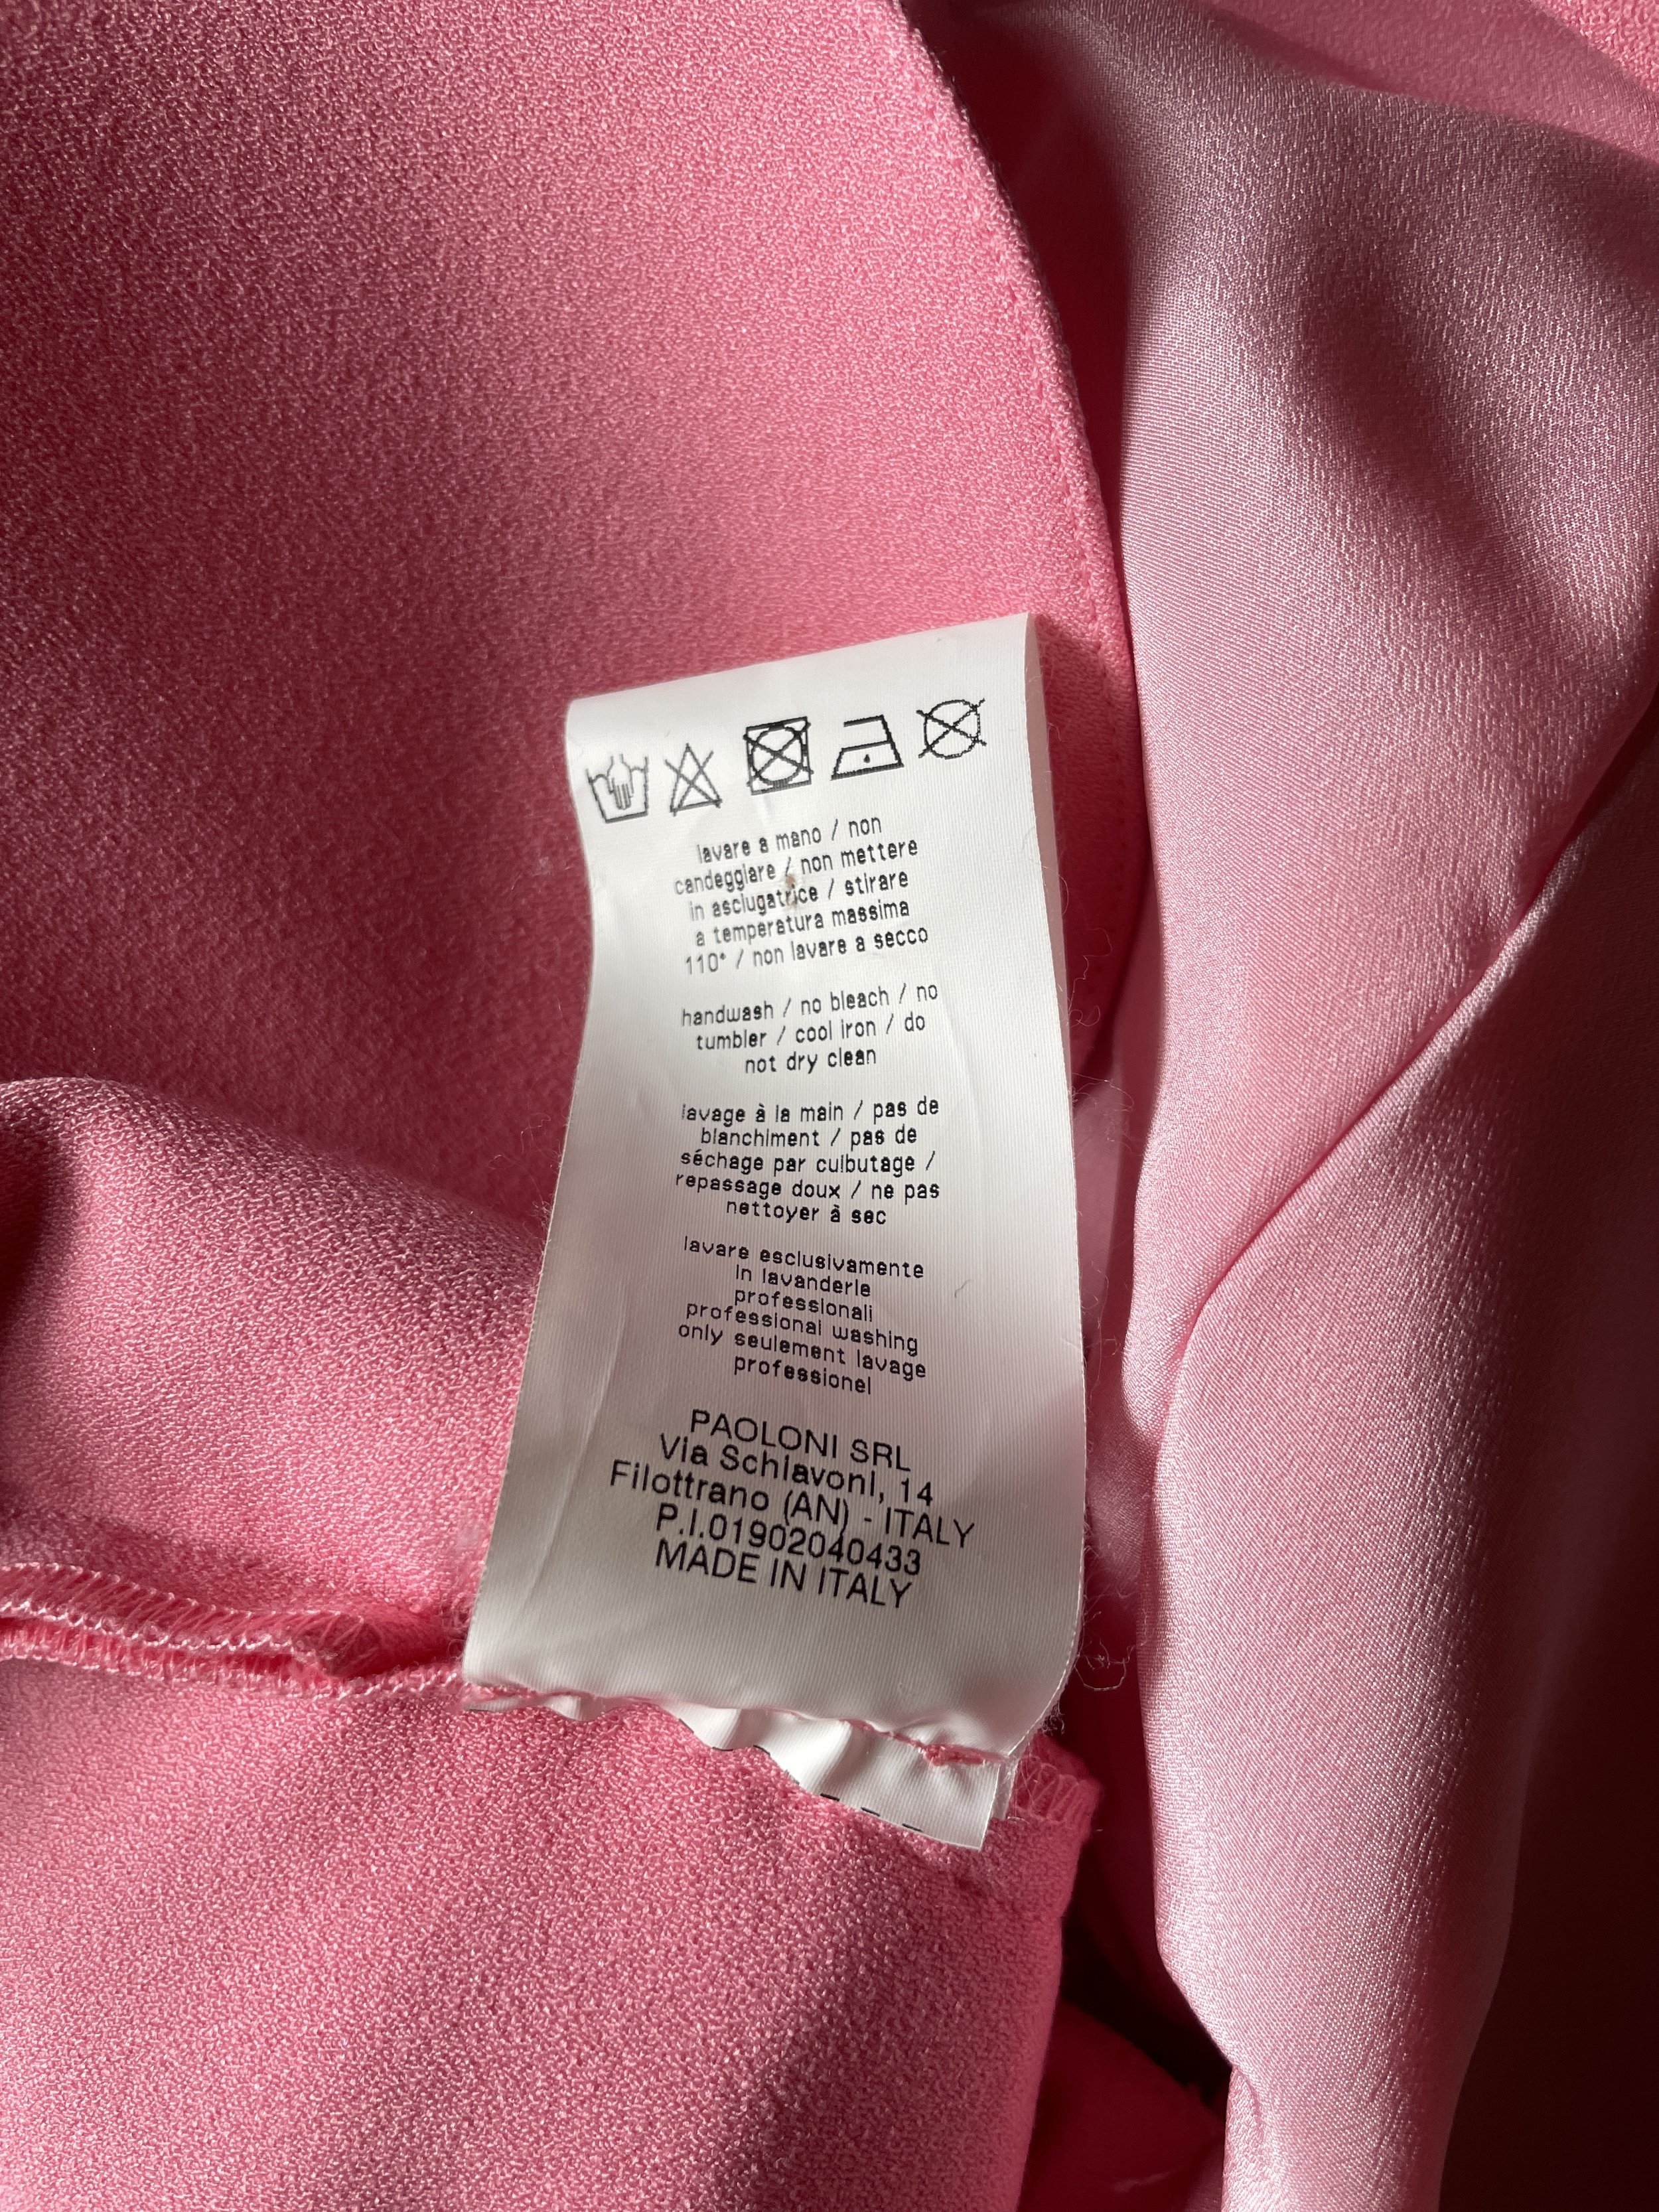 lavare a mano / non
candeggiare / non mettere
in asciugatrice / stirare
a temperatura massima
110° / non lavare a secco
handwash / no bleach / no
tumbler / cool iron / do
not dry clean
lavage à la main / pas de
blanchiment / pas de
séchage par culbutage /
repassage doux / ne pas
nettoyer à sec
lavare esclusivamente
in lavanderie
professionali
professional washing
only seulement lavage
professionel
PAOLONI SRL
Via Schiavoni, 14
Filottrano (AN) - ITALY
P.I.01902040433
MADE IN ITALY